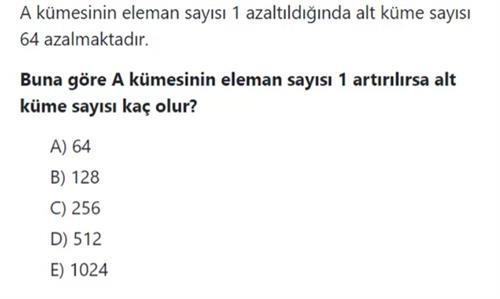 A kümesinin eleman sayısı 1 azaltıldığında alt küme sayısı
64 azalmaktadır.
Buna göre A kümesinin eleman sayısı 1 artırılırsa alt
küme sayısı kaç olur?
A) 64
B) 128
C) 256
D) 512
E) 1024